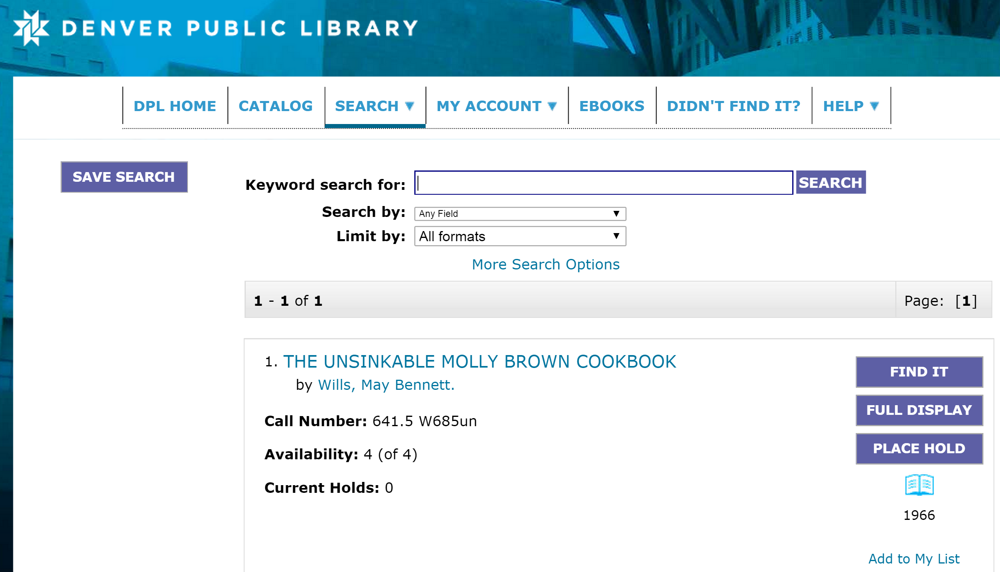 DENVER PUBLIC LIBRARY
DPL HOME CATALOG SEARCH ▼ MY ACCOUNT ▼ EBOOKS DIDN'T FIND IT? HELP ▼
SAVE SEARCH
Keyword search for: SEARCH
Search by: Any Field ▼
Limit by: All formats ▼
More Search Options
1 - 1 of 1 Page: [1]
1. THE UNSINKABLE MOLLY BROWN COOKBOOK
by Wills, May Bennett.
Call Number: 641.5 W685un
Availability: 4 (of 4)
Current Holds: 0
FIND IT
FULL DISPLAY
PLACE HOLD
1966
Add to My List